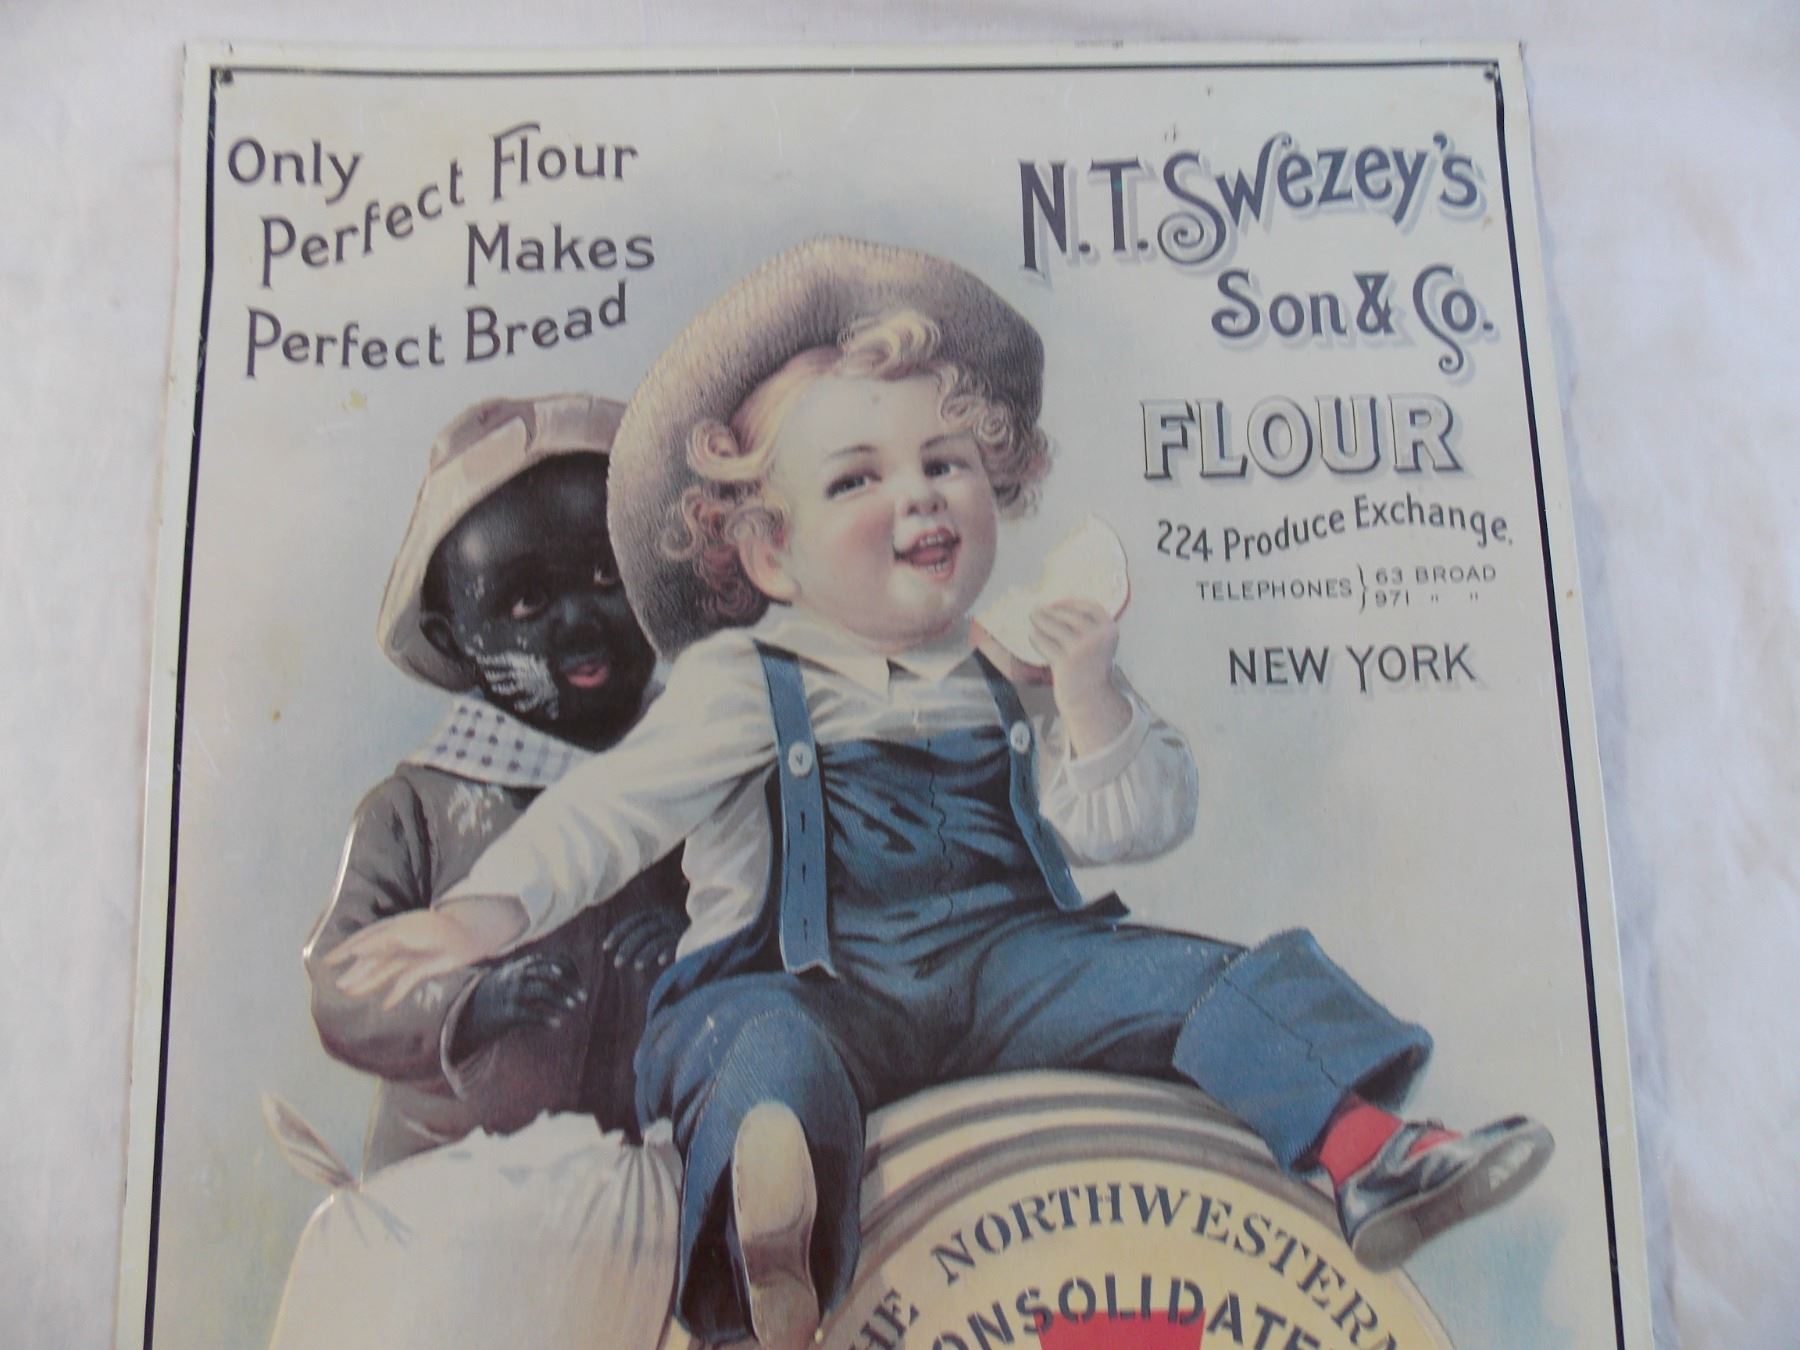 Only
Perfect Flour
Makes
Perfect Bread
N.T. Swezey's
Son & Co.
FLOUR
224 Produce Exchange,
TELEPHONES } 63 BROAD
971 " "
NEW YORK
THE NORTHWESTERN
CONSOLIDATED